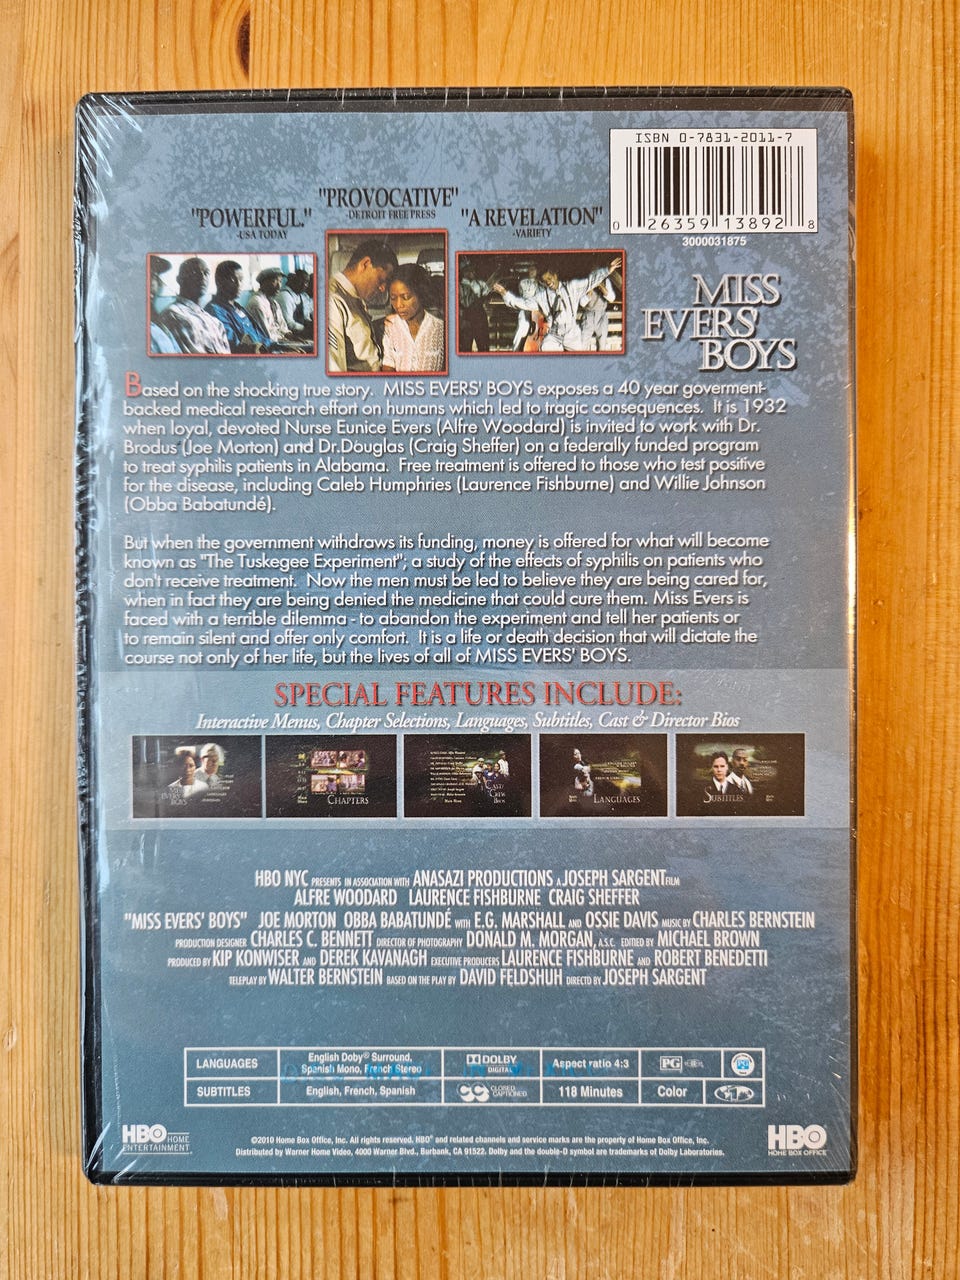 ISBN 0-7831-2011-7
0 26359 13892 8
3000031875
"POWERFUL."
-USA TODAY
"PROVOCATIVE"
-DETROIT FREE PRESS
"A REVELATION"
-VARIETY
MISS
EVERS'
BOYS
Based on the shocking true story. MISS EVERS' BOYS exposes a 40 year goverment-
backed medical research effort on humans which led to tragic consequences. It is 1932
when loyal, devoted Nurse Eunice Evers (Alfre Woodard) is invited to work with Dr.
Brodus (Joe Morton) and Dr.Douglas (Craig Sheffer) on a federally funded program
to treat syphilis patients in Alabama. Free treatment is offered to those who test positive
for the disease, including Caleb Humphries (Laurence Fishburne) and Willie Johnson
(Obba Babatundé).
But when the government withdraws its funding, money is offered for what will become
known as "The Tuskegee Experiment", a study of the effects of syphilis on patients who
don't receive treatment. Now the men must be led to believe they are being cared for,
when in fact they are being denied the medicine that could cure them. Miss Evers is
faced with a terrible dilemma - to abandon the experiment and tell her patients or
to remain silent and offer only comfort. It is a life or death decision that will dictate the
course not only of her life, but the lives of all of MISS EVERS' BOYS.
SPECIAL FEATURES INCLUDE:
Interactive Menus, Chapter Selections, Languages, Subtitles, Cast & Director Bios
MISS EVERS' BOYS
CHAPTERS
CAST/
CREW
BIOS
LANGUAGES
SUBTITLES
HBO NYC PRESENTS IN ASSOCIATION WITH ANASAZI PRODUCTIONS A JOSEPH SARGENT FILM
ALFRE WOODARD LAURENCE FISHBURNE CRAIG SHEFFER
"MISS EVERS' BOYS" JOE MORTON OBBA BABATUNDÉ WITH E.G. MARSHALL AND OSSIE DAVIS MUSIC BY CHARLES BERNSTEIN
PRODUCTION DESIGNER CHARLES C. BENNETT DIRECTOR OF PHOTOGRAPHY DONALD M. MORGAN, A.S.C. EDITIED BY MICHAEL BROWN
PRODUCED BY KIP KONWISER AND DEREK KAVANAGH EXECUTIVE PRODUCERS LAURENCE FISHBURNE AND ROBERT BENEDETTI
TELEPLAY BY WALTER BERNSTEIN BASED ON THE PLAY BY DAVID FELDSHUH DIRECTD BY JOSEPH SARGENT
LANGUAGES
English Doby® Surround,
Spanish Mono, French Stereo
DOLBY
DIGITAL
Aspect ratio 4:3
PG
SUBTITLES
English, French, Spanish
CC CLOSED
CAPTIONED
118 Minutes
Color
HBO HOME
ENTERTAINMENT
©2010 Home Box Office, Inc. All rights reserved. HBO® and related channels and service marks are the property of Home Box Office, Inc.
Distributed by Warner Home Video, 4000 Warner Blvd., Burbank, CA 91522. Dolby and the double-D symbol are trademarks of Dolby Laboratories.
HBO
HOME BOX OFFICE